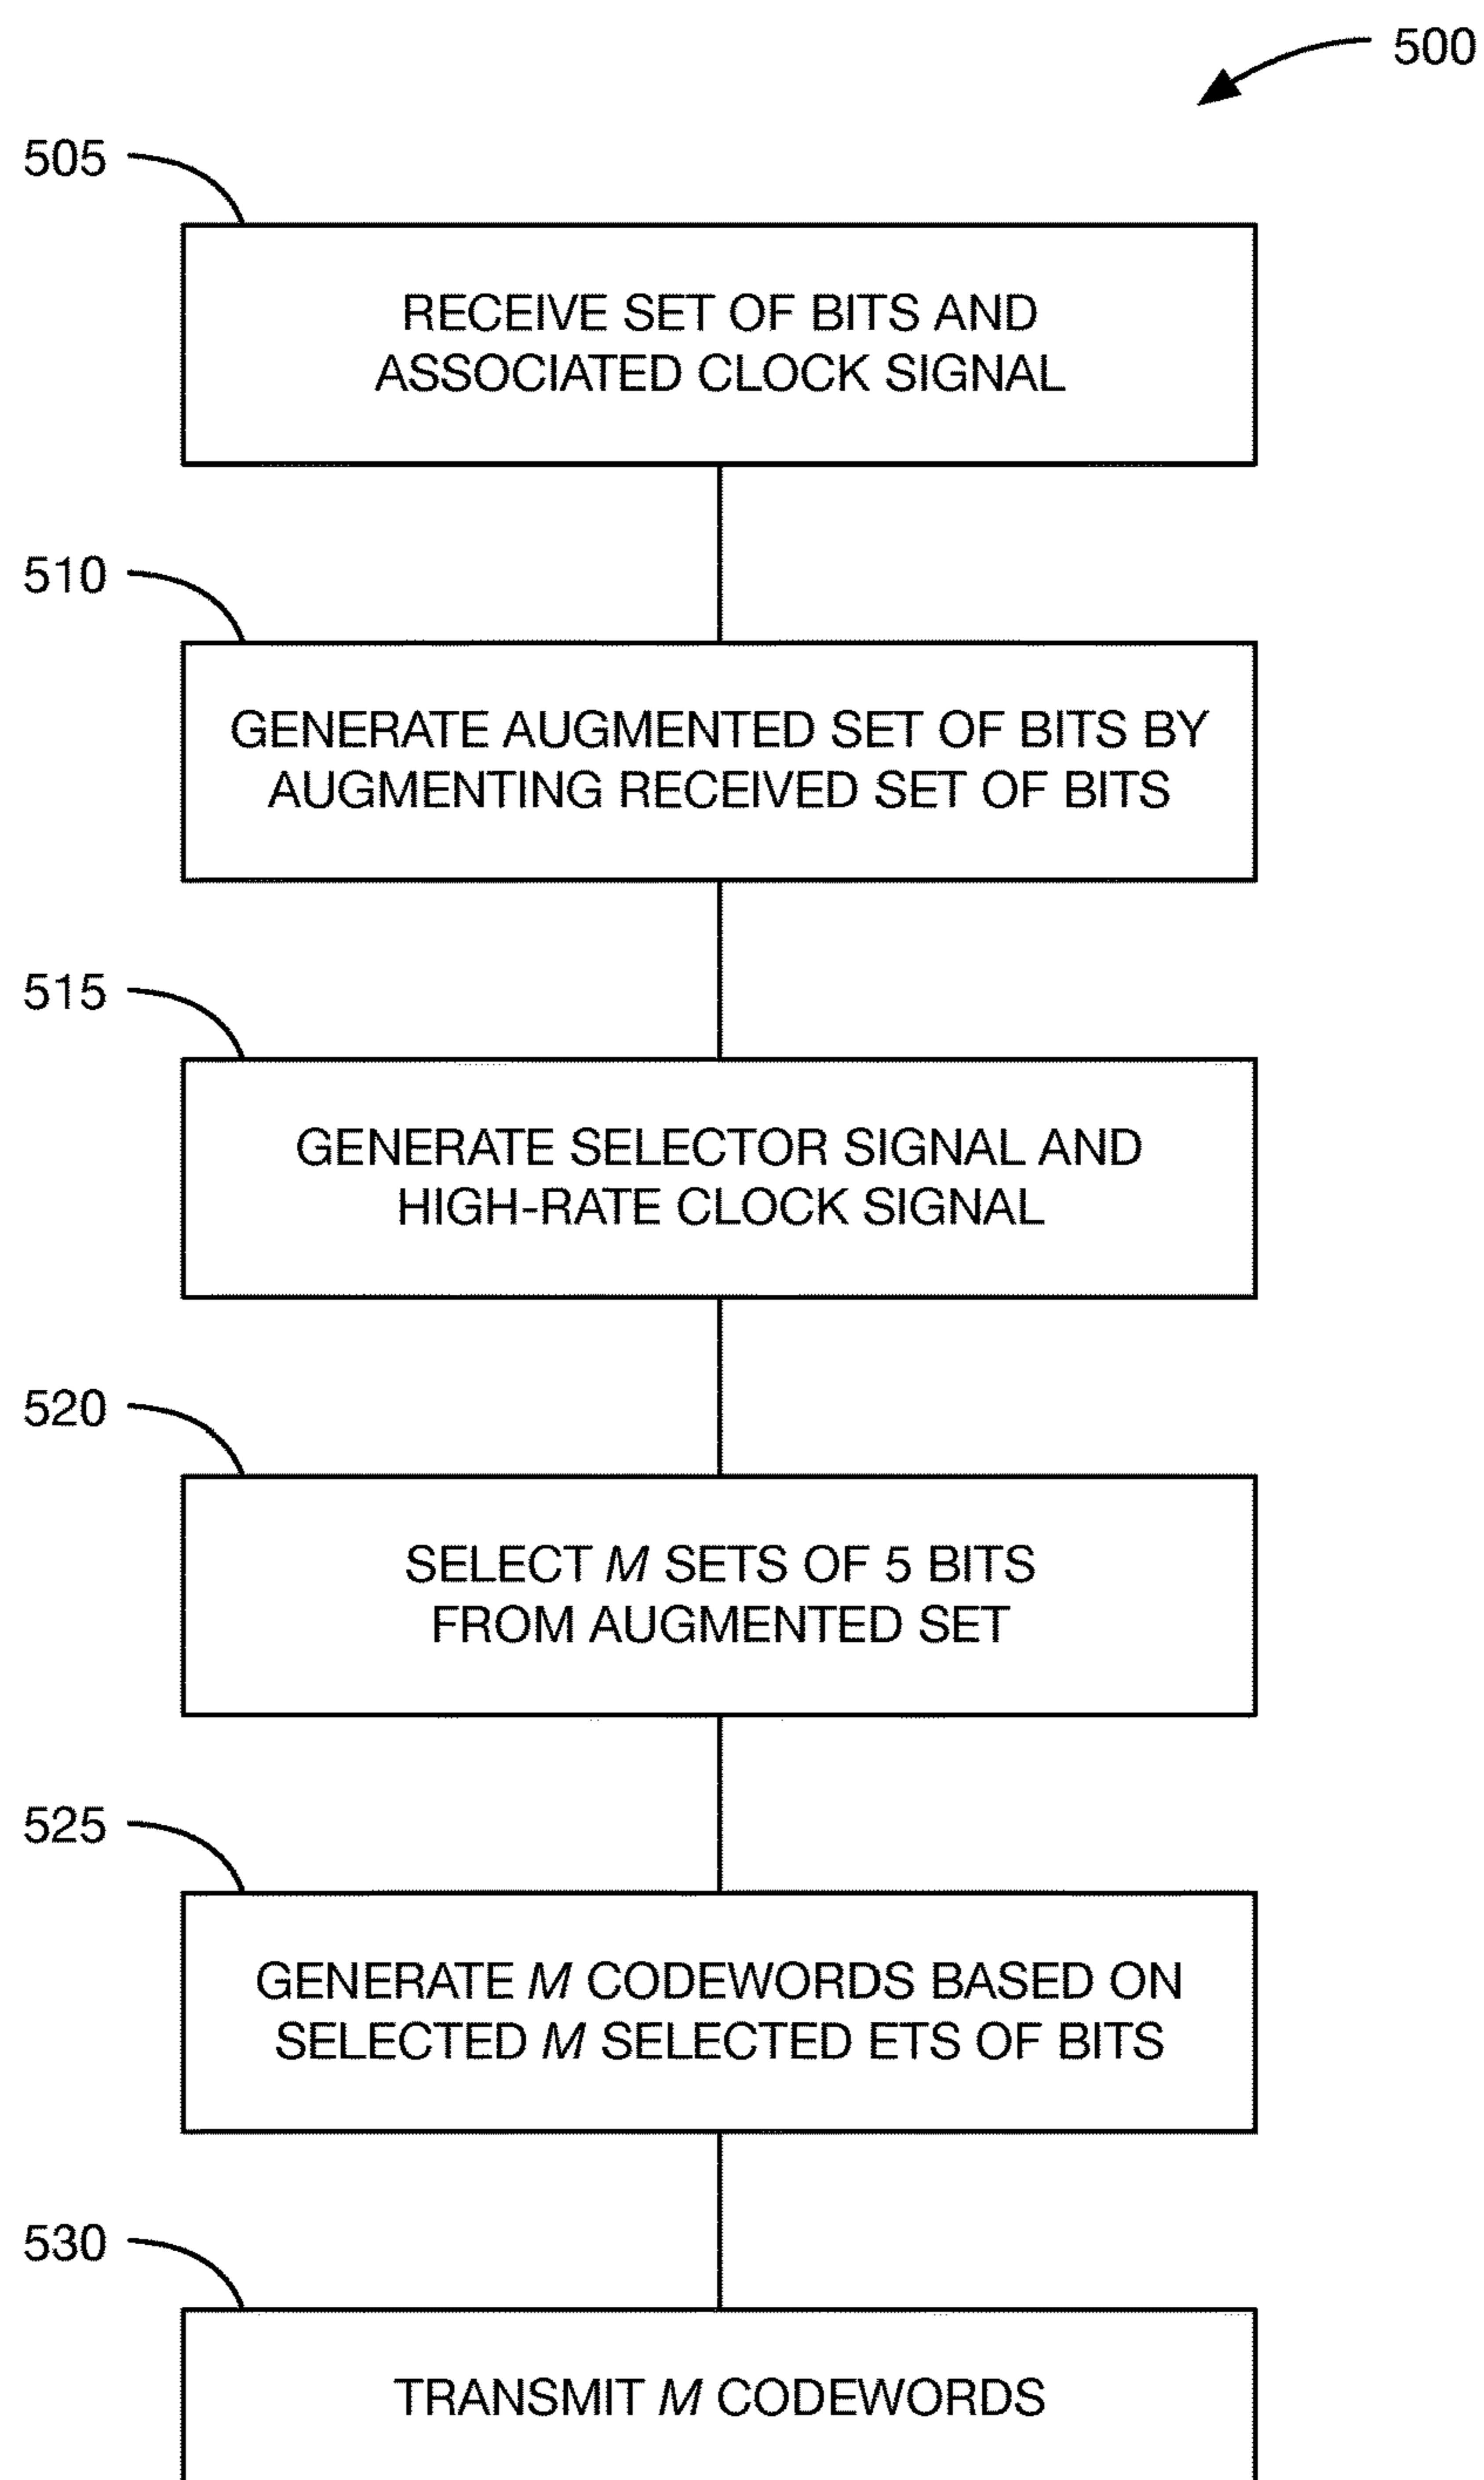 500
505
RECEIVE SET OF BITS AND
ASSOCIATED CLOCK SIGNAL
510
GENERATE AUGMENTED SET OF BITS BY
AUGMENTING RECEIVED SET OF BITS
515
GENERATE SELECTOR SIGNAL AND
HIGH-RATE CLOCK SIGNAL
520
SELECT M SETS OF 5 BITS
FROM AUGMENTED SET
525
GENERATE M CODEWORDS BASED ON
SELECTED M SELECTED ETS OF BITS
530
TRANSMIT M CODEWORDS